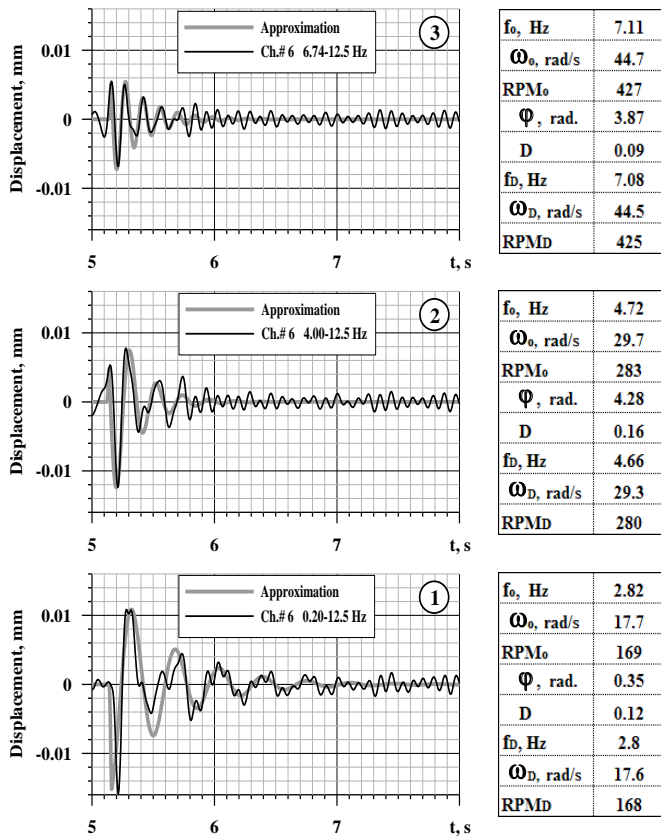 Approximation
Ch.# 6 6.74-12.5 Hz
3
Displacement, mm
0.01
0
-0.01
5 6 7 t, s
f₀, Hz 7.11
ω₀, rad/s 44.7
RPM₀ 427
φ, rad. 3.87
D 0.09
fD, Hz 7.08
ωD, rad/s 44.5
RPMD 425
Approximation
Ch.# 6 4.00-12.5 Hz
2
Displacement, mm
0.01
0
-0.01
5 6 7 t, s
f₀, Hz 4.72
ω₀, rad/s 29.7
RPM₀ 283
φ, rad. 4.28
D 0.16
fD, Hz 4.66
ωD, rad/s 29.3
RPMD 280
Approximation
Ch.# 6 0.20-12.5 Hz
1
Displacement, mm
0.01
0
-0.01
5 6 7 t, s
f₀, Hz 2.82
ω₀, rad/s 17.7
RPM₀ 169
φ, rad. 0.35
D 0.12
fD, Hz 2.8
ωD, rad/s 17.6
RPMD 168